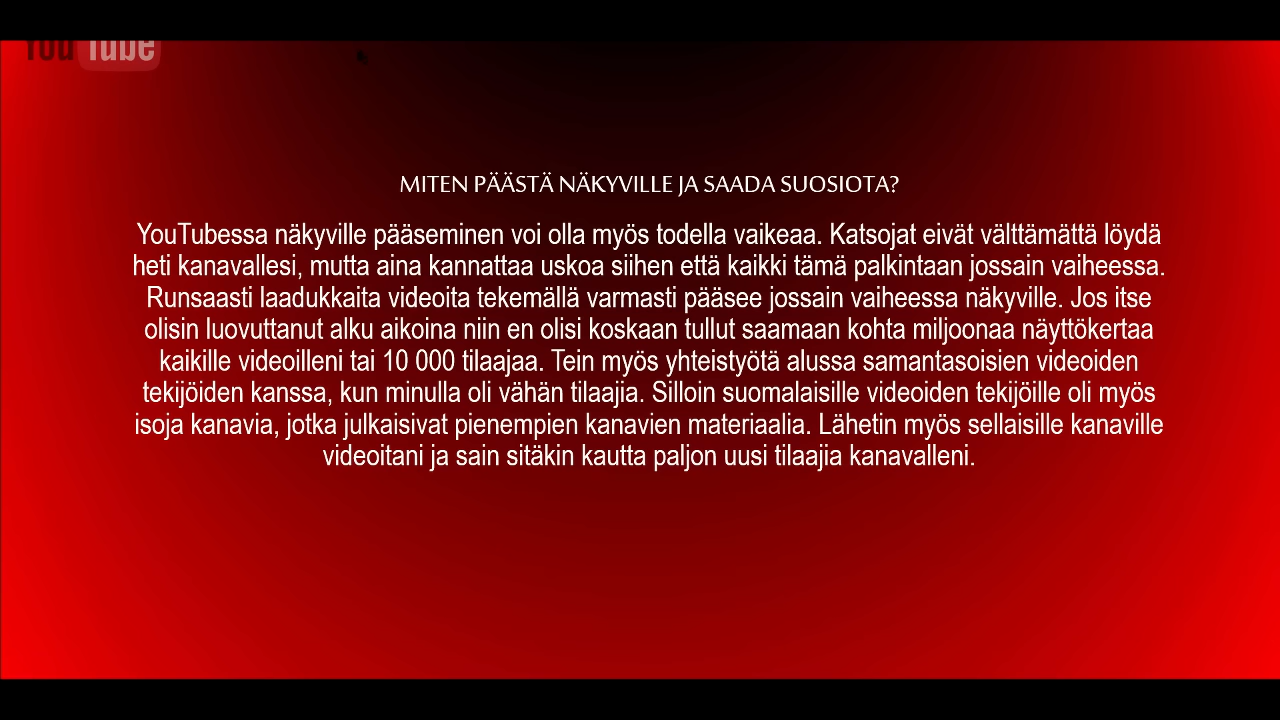 YouTube
MITEN PÄÄSTÄ NÄKYVILLE JA SAADA SUOSIOTA?
YouTubessa näkyville pääseminen voi olla myös todella vaikeaa. Katsojat eivät välttämättä löydä
heti kanavallesi, mutta aina kannattaa uskoa siihen että kaikki tämä palkintaan jossain vaiheessa.
Runsaasti laadukkaita videoita tekemällä varmasti pääsee jossain vaiheessa näkyville. Jos itse
olisin luovuttanut alku aikoina niin en olisi koskaan tullut saamaan kohta miljoonaa näyttökertaa
kaikille videoilleni tai 10 000 tilaajaa. Tein myös yhteistyötä alussa samantasoisien videoiden
tekijöiden kanssa, kun minulla oli vähän tilaajia. Silloin suomalaisille videoiden tekijöille oli myös
isoja kanavia, jotka julkaisivat pienempien kanavien materiaalia. Lähetin myös sellaisille kanaville
videoitani ja sain sitäkin kautta paljon uusi tilaajia kanavalleni.